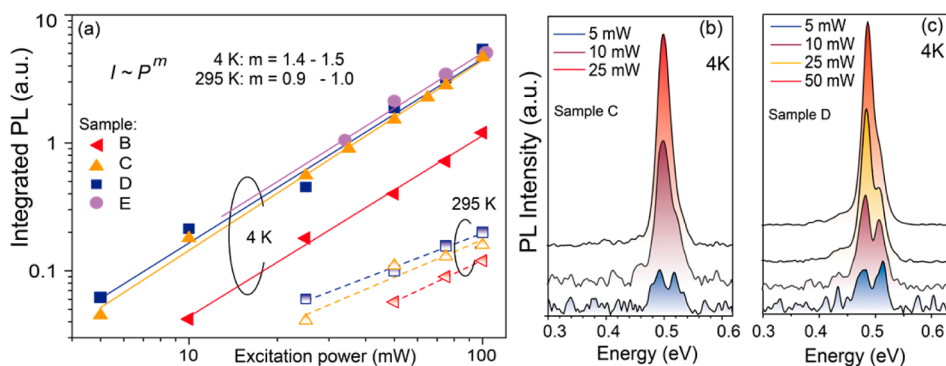 (a)
I ~ P^m
4 K: m = 1.4 - 1.5
295 K: m = 0.9 - 1.0
Sample:
B
C
D
E
4 K
295 K
10
1
0.1
10
100
Integrated PL (a.u.)
Excitation power (mW)
(b)
5 mW
10 mW
25 mW
4K
Sample C
PL Intensity (a.u.)
0.3
0.4
0.5
0.6
Energy (eV)
(c)
5 mW
10 mW
25 mW
50 mW
4K
Sample D
0.3
0.4
0.5
0.6
Energy (eV)